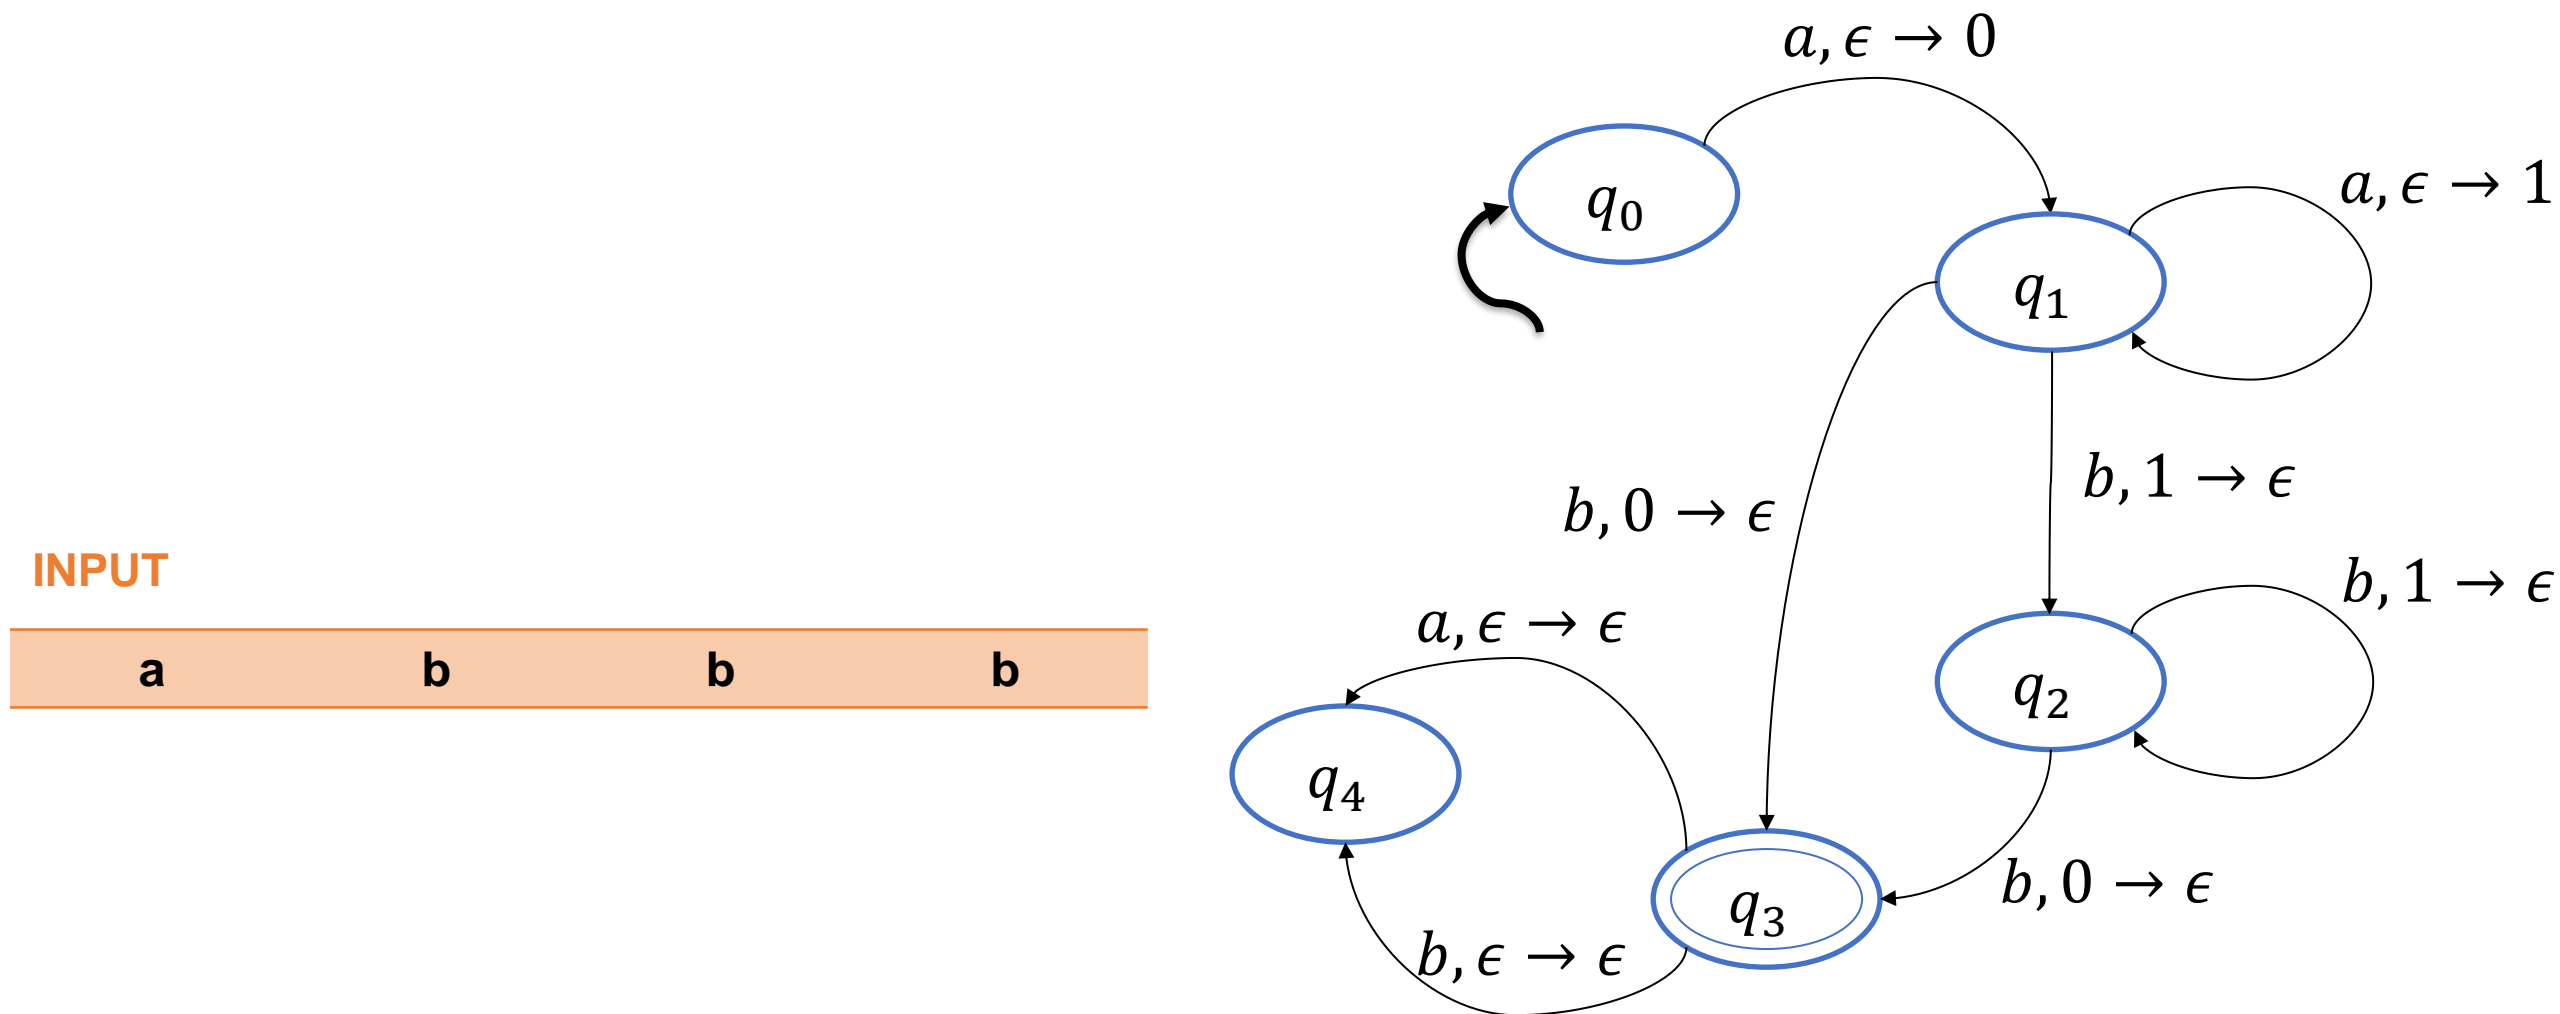 a, ϵ → 0
q₀
a, ϵ → 1
q₁
b, 1 → ϵ
b, 0 → ϵ
INPUT
a b b b
b, 1 → ϵ
a, ϵ → ϵ
q₂
q₄
b, 0 → ϵ
q₃
b, ϵ → ϵ